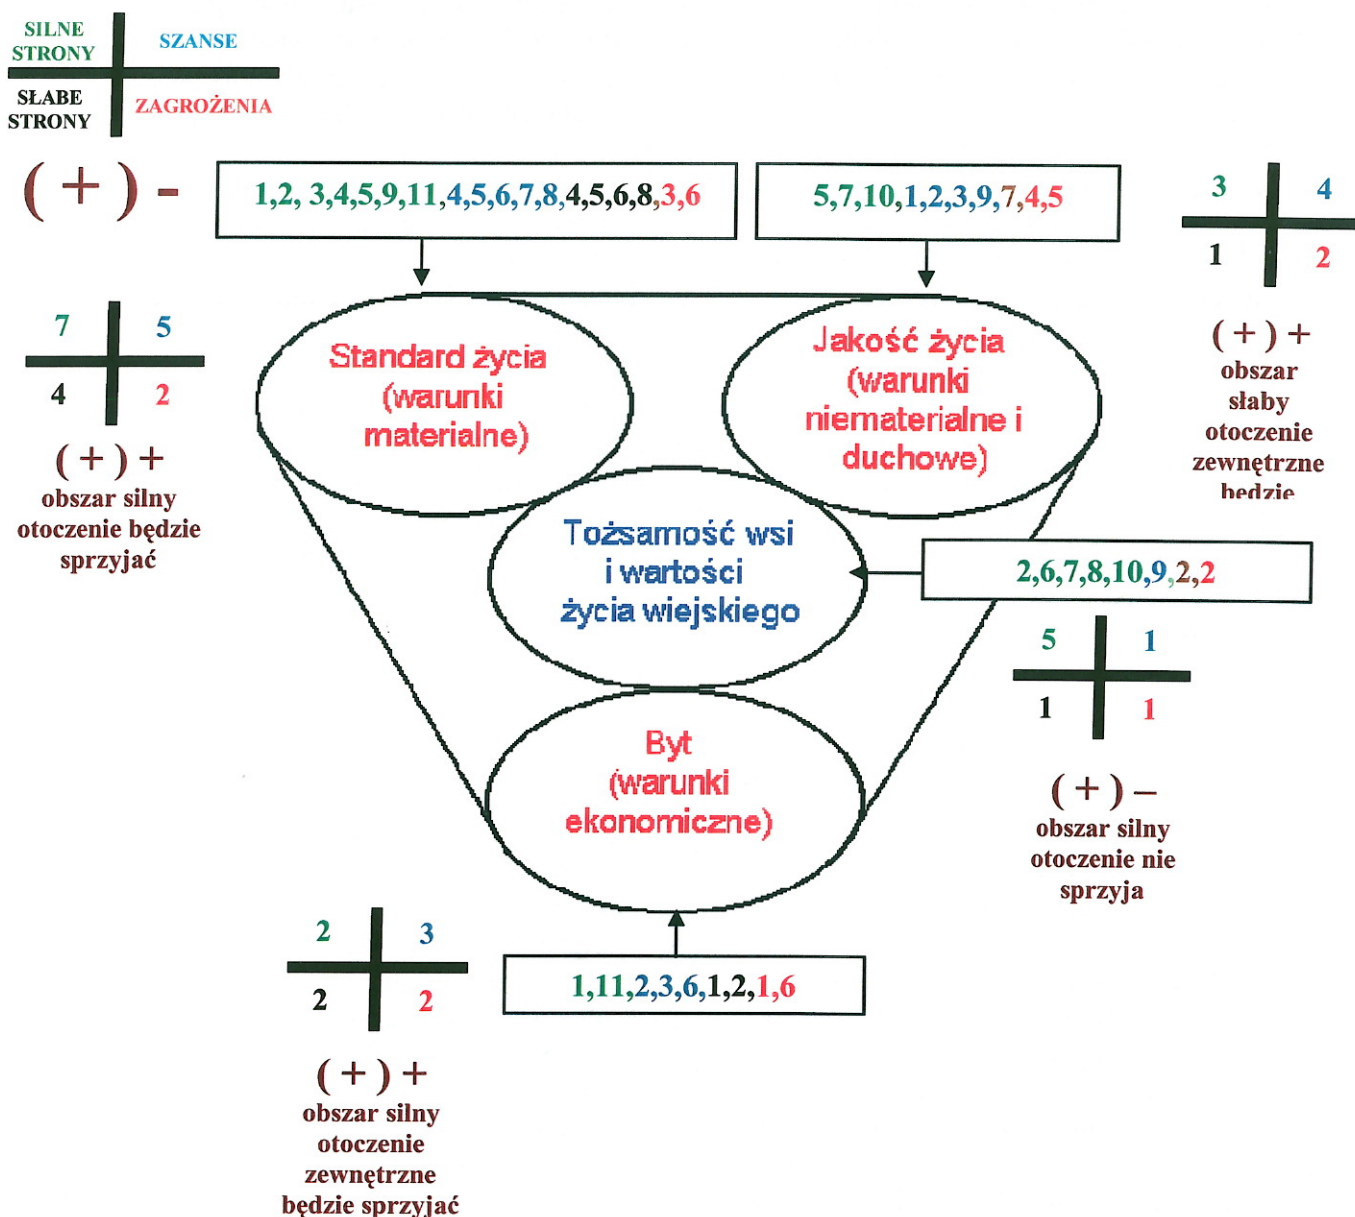 SILNE
STRONY
SZANSE
SŁABE
STRONY
ZAGROŻENIA
( + ) -
1,2, 3,4,5,9,11,4,5,6,7,8,4,5,6,8,3,6
5,7,10,1,2,3,9,7,4,5
3 4
1 2
( + ) +
obszar
słaby
otoczenie
zewnętrzne
będzie
7 5
4 2
( + ) +
obszar silny
otoczenie będzie
sprzyjać
Standard życia
(warunki
materialne)
Jakość życia
(warunki
niematerialne i
duchowe)
Tożsamość wsi
i wartości
życia wiejskiego
2,6,7,8,10,9,2,2
5 1
1 1
( + ) –
obszar silny
otoczenie nie
sprzyja
Byt
(warunki
ekonomiczne)
1,11,2,3,6,1,2,1,6
2 3
2 2
( + ) +
obszar silny
otoczenie
zewnętrzne
będzie sprzyjać